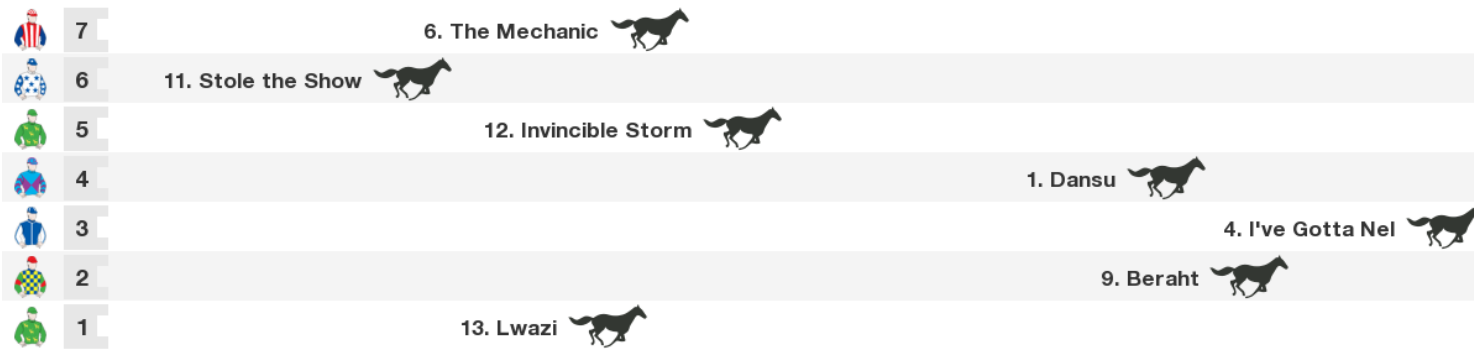 7 6. The Mechanic
6 11. Stole the Show
5 12. Invincible Storm
4 1. Dansu
3 4. I've Gotta Nel
2 9. Beraht
1 13. Lwazi